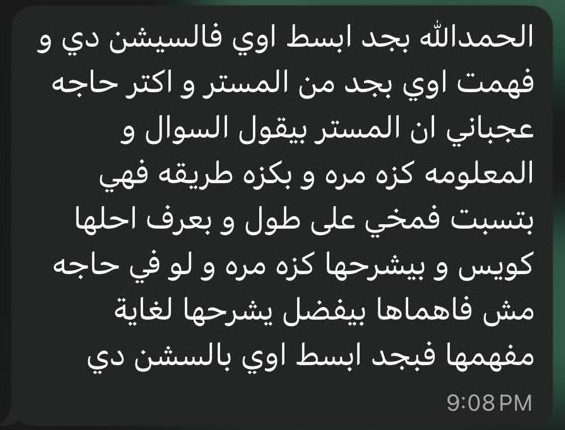 الحمدالله بجد ابسط اوي فالسيشن دي و
فهمت اوي بجد من المستر و اكتر حاجه
عجباني ان المستر بيقول السوال و
المعلومه كزه مره و بكزه طريقه فهي
بتسبت فمخي على طول و بعرف احلها
كويس و بيشرحها كزه مره و لو في حاجه
مش فاهماها بيفضل يشرحها لغاية
مفهمها فبجد ابسط اوي بالسشن دي
9:08 PM